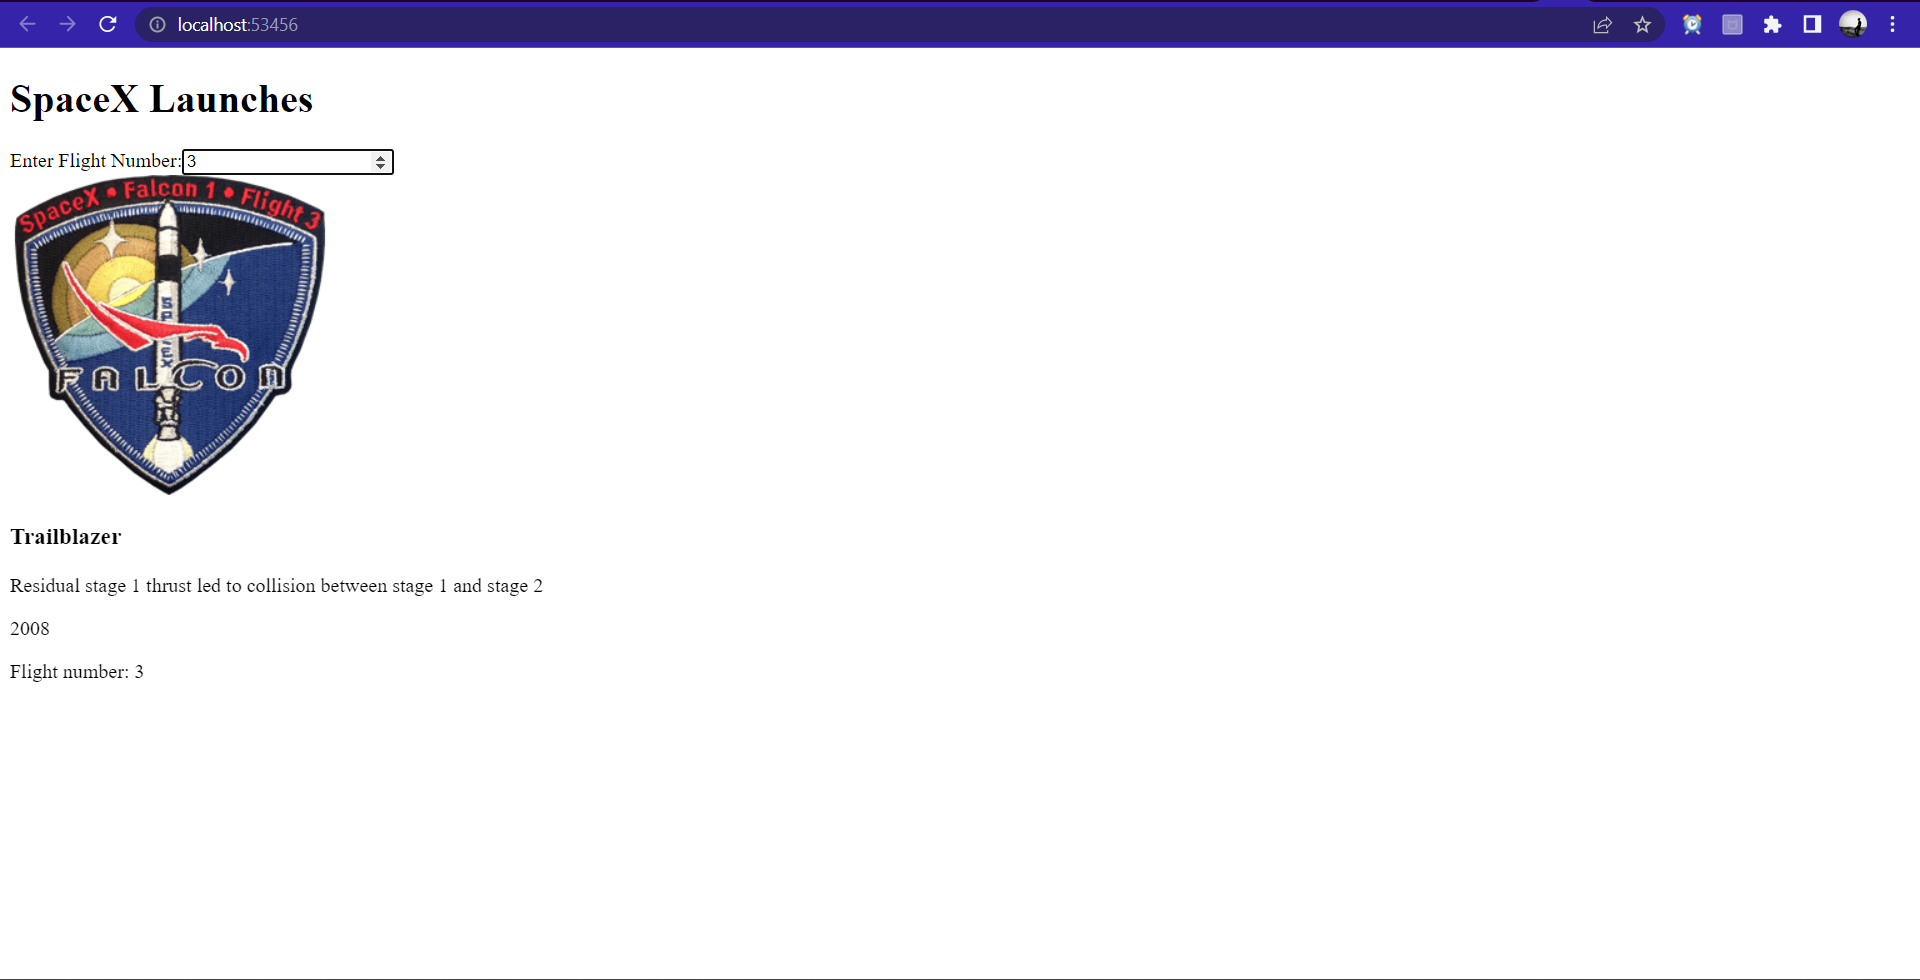 localhost:53456
SpaceX Launches
Enter Flight Number: 3
SpaceX • Falcon 1 • Flight 3
SPACEX
FALCON
Trailblazer
Residual stage 1 thrust led to collision between stage 1 and stage 2
2008
Flight number: 3